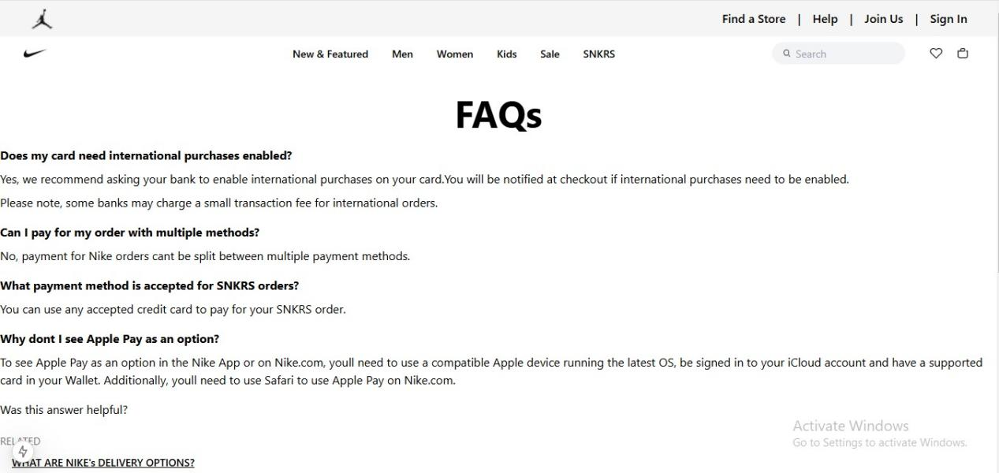 Find a Store | Help | Join Us | Sign In
New & Featured Men Women Kids Sale SNKRS Search
FAQs
Does my card need international purchases enabled?
Yes, we recommend asking your bank to enable international purchases on your card.You will be notified at checkout if international purchases need to be enabled.
Please note, some banks may charge a small transaction fee for international orders.
Can I pay for my order with multiple methods?
No, payment for Nike orders cant be split between multiple payment methods.
What payment method is accepted for SNKRS orders?
You can use any accepted credit card to pay for your SNKRS order.
Why dont I see Apple Pay as an option?
To see Apple Pay as an option in the Nike App or on Nike.com, youll need to use a compatible Apple device running the latest OS, be signed in to your iCloud account and have a supported
card in your Wallet. Additionally, youll need to use Safari to use Apple Pay on Nike.com.
Was this answer helpful?
Activate Windows
Go to Settings to activate Windows.
RELATED
WHAT ARE NIKE's DELIVERY OPTIONS?